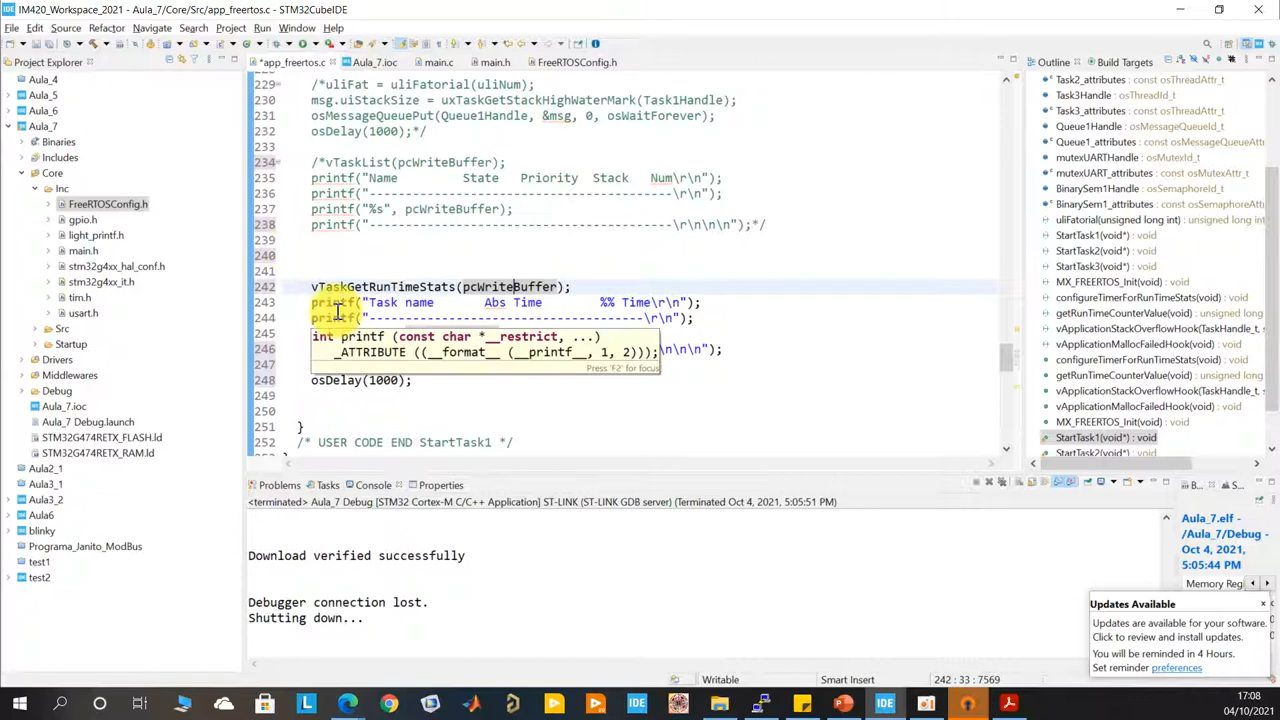 IM420_Workspace_2021 - Aula_7/Core/Src/app_freertos.c - STM32CubeIDE
File Edit Source Refactor Navigate Search Project Run Window Help
Project Explorer
Aula_4
Aula_5
Aula_6
Aula_7
Binaries
Includes
Core
Inc
FreeRTOSConfig.h
gpio.h
light_printf.h
main.h
stm32g4xx_hal_conf.h
stm32g4xx_it.h
tim.h
usart.h
Src
Startup
Drivers
Middlewares
Debug
Aula_7.ioc
Aula_7 Debug.launch
STM32G474RETX_FLASH.ld
STM32G474RETX_RAM.ld
Aula2_1
Aula3_1
Aula3_2
Aula6
blinky
Programa_Janito_ModBus
test1
test2
*app_freertos.c Aula_7.ioc main.c main.h FreeRTOSConfig.h
229 /*uliFat = uliFatorial(uliNum);
230 msg.uiStackSize = uxTaskGetStackHighWaterMark(Task1Handle);
231 osMessageQueuePut(Queue1Handle, &msg, 0, osWaitForever);
232 osDelay(1000);*/
233
234 /*vTaskList(pcWriteBuffer);
235 printf("Name State Priority Stack Num\r\n");
236 printf("------------------------------------------\r\n");
237 printf("%s", pcWriteBuffer);
238 printf("------------------------------------------\r\n\n\n");*/
239
240
241
242 vTaskGetRunTimeStats(pcWriteBuffer);
243 printf("Task name Abs Time %% Time\r\n");
244 printf("--------------------------------------\r\n");
245
246 \n\n\n");
247
248 osDelay(1000);
249
250
251 }
252 /* USER CODE END StartTask1 */
int printf (const char *__restrict, ...)
_ATTRIBUTE ((__format__ (__printf__, 1, 2)));
Press 'F2' for focus
Outline Build Targets
Task2_attributes : const osThreadAttr_t
Task3Handle : osThreadId_t
Task3_attributes : const osThreadAttr_t
Queue1Handle : osMessageQueueId_t
Queue1_attributes : const osMessageQ
mutexUARTHandle : osMutexId_t
mutexUART_attributes : const osMutex
BinarySem1Handle : osSemaphoreId_t
BinarySem1_attributes : const osSemaphoreAt
uliFatorial(unsigned long int) : unsigned long
StartTask1(void*) : void
StartTask2(void*) : void
StartTask3(void*) : void
MX_FREERTOS_Init(void) : void
configureTimerForRunTimeStats(void) : void
getRunTimeCounterValue(void) : unsigned
vApplicationStackOverflowHook(TaskHandle_t,
vApplicationMallocFailedHook(void) : void
configureTimerForRunTimeStats(void) : void
getRunTimeCounterValue(void) : unsigned
vApplicationStackOverflowHook(TaskHandle_t,
vApplicationMallocFailedHook(void) : void
MX_FREERTOS_Init(void) : void
StartTask1(void*) : void
StartTask2(void*) : void
Problems Tasks Console Properties
<terminated> Aula_7 Debug [STM32 Cortex-M C/C++ Application] ST-LINK (ST-LINK GDB server) (Terminated Oct 4, 2021, 5:05:51 PM)
Download verified successfully
Debugger connection lost.
Shutting down...
B... S...
Aula_7.elf -
/Aula_7/Debug -
Oct 4, 2021,
5:05:44 PM
Memory Regi
Updates Available
Updates are available for your software.
Click to review and install updates.
You will be reminded in 4 Hours.
Set reminder preferences
Writable Smart Insert 242 : 33 : 7569
17:08
04/10/2021